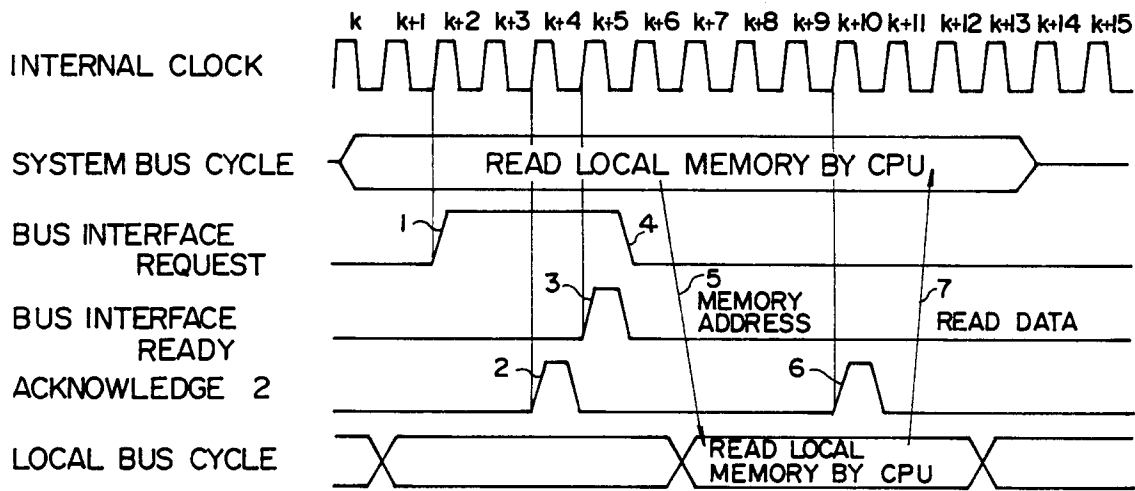 k k+1 k+2 k+3 k+4 k+5 k+6 k+7 k+8 k+9 k+10 k+11 k+12 k+13 k+14 k+15
INTERNAL CLOCK
SYSTEM BUS CYCLE READ LOCAL MEMORY BY CPU
1 4
BUS INTERFACE
REQUEST
3 5 7
BUS INTERFACE MEMORY
READY ADDRESS READ DATA
2 6
ACKNOWLEDGE 2
LOCAL BUS CYCLE READ LOCAL
MEMORY BY CPU